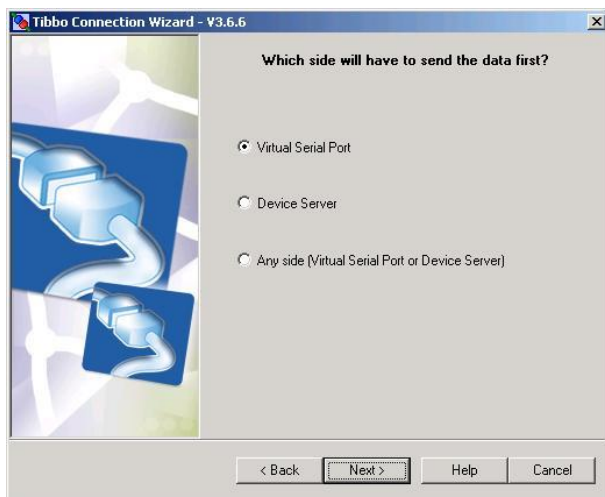 Tibbo Connection Wizard - V3.6.6
Which side will have to send the data first?
Virtual Serial Port
Device Server
Any side (Virtual Serial Port or Device Server)
< Back
Next >
Help
Cancel